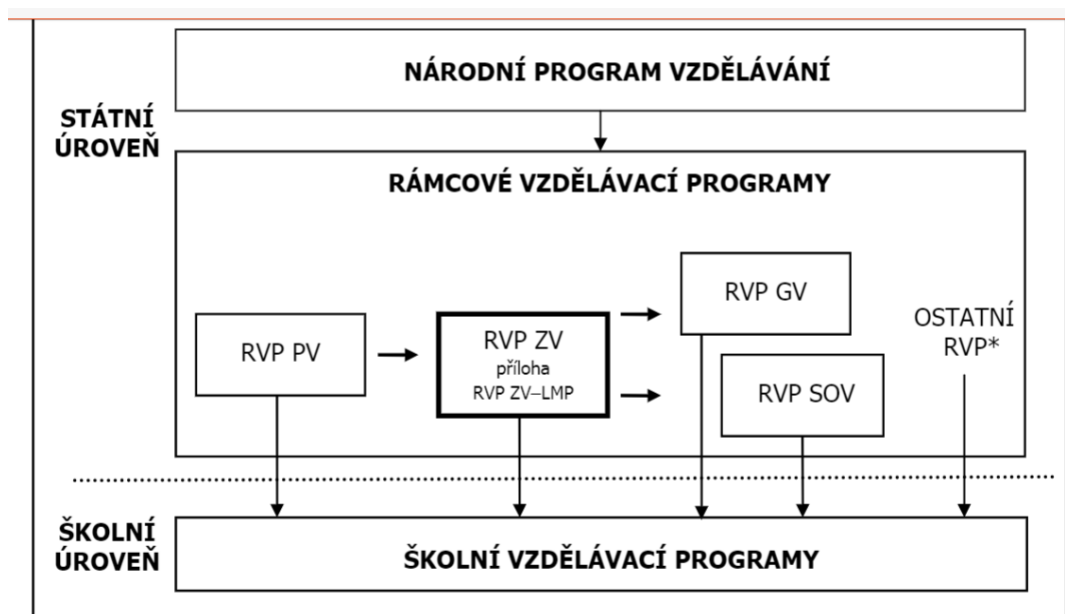 NÁRODNÍ PROGRAM VZDĚLÁVÁNÍ
STÁTNÍ
ÚROVEŇ
RÁMCOVÉ VZDĚLÁVACÍ PROGRAMY
RVP PV
RVP ZV
příloha
RVP ZV–LMP
RVP GV
RVP SOV
OSTATNÍ
RVP*
ŠKOLNÍ
ÚROVEŇ
ŠKOLNÍ VZDĚLÁVACÍ PROGRAMY